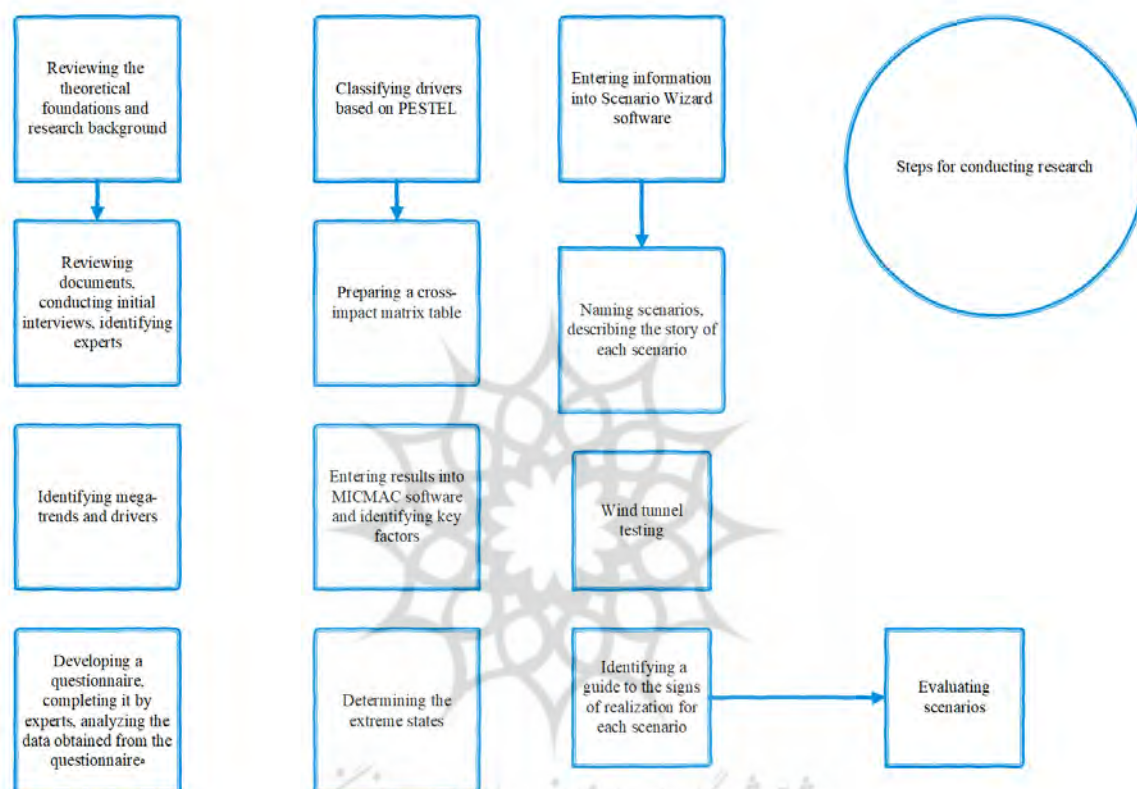 Reviewing the
theoretical
foundations and
research background
Reviewing
documents,
conducting initial
interviews, identifying
experts
Identifying mega-
trends and drivers
Developing a
questionnaire,
completing it by
experts, analyzing the
data obtained from the
questionnaire
Classifying drivers
based on PESTEL
Preparing a cross-
impact matrix table
Entering results into
MICMAC software
and identifying key
factors
Determining the
extreme states
Entering information
into Scenario Wizard
software
Naming scenarios,
describing the story of
each scenario
Wind tunnel
testing
Identifying a
guide to the signs
of realization for
each scenario
Evaluating
scenarios
Steps for conducting research